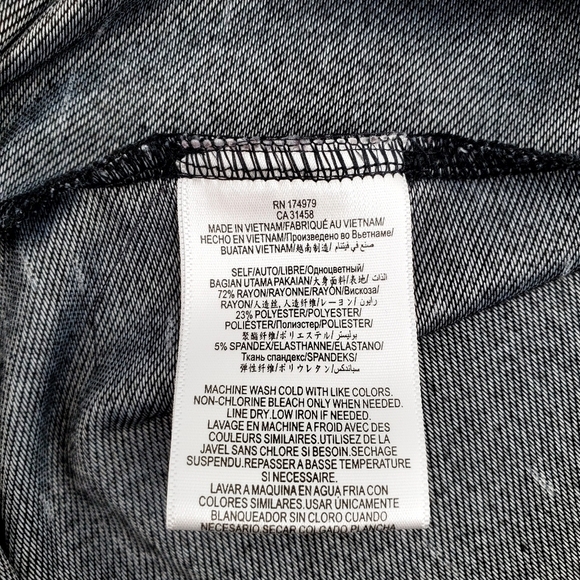 RN 174979
CA 31458
MADE IN VIETNAM/FABRIQUÉ AU VIETNAM/
HECHO EN VIETNAM/Произведено во Вьетнаме/
BUATAN VIETNAM/越南制造/ صنع في فيتنام
SELF/AUTO/LIBRE/Одноцветный/
BAGIAN UTAMA PAKAIAN/大身面料/表地/ الذات
72% RAYON/RAYONNE/RAYÓN/Вискоза/
RAYON/人造丝, 人造纤维/レーヨン/ رايون
23% POLYESTER/POLYESTER/
POLIÉSTER/Полиэстер/POLIESTER/
聚酯纤维/ポリエステル/ بوليستر
5% SPANDEX/ELASTHANNE/ELASTANO/
Ткань спандекс/SPANDEKS/
弹性纤维/ポリウレタン/ سباندكس
MACHINE WASH COLD WITH LIKE COLORS.
NON-CHLORINE BLEACH ONLY WHEN NEEDED.
LINE DRY.LOW IRON IF NEEDED.
LAVAGE EN MACHINE A FROID AVEC DES
COULEURS SIMILAIRES.UTILISEZ DE LA
JAVEL SANS CHLORE SI BESOIN. SECHAGE
SUSPENDU.REPASSER A BASSE TEMPERATURE
SI NECESSAIRE.
LAVAR A MAQUINA EN AGUA FRIA CON
COLORES SIMILARES.USAR ÚNICAMENTE
BLANQUEADOR SIN CLORO CUANDO
NECESARIO SECAR COLGADO PLANCHA